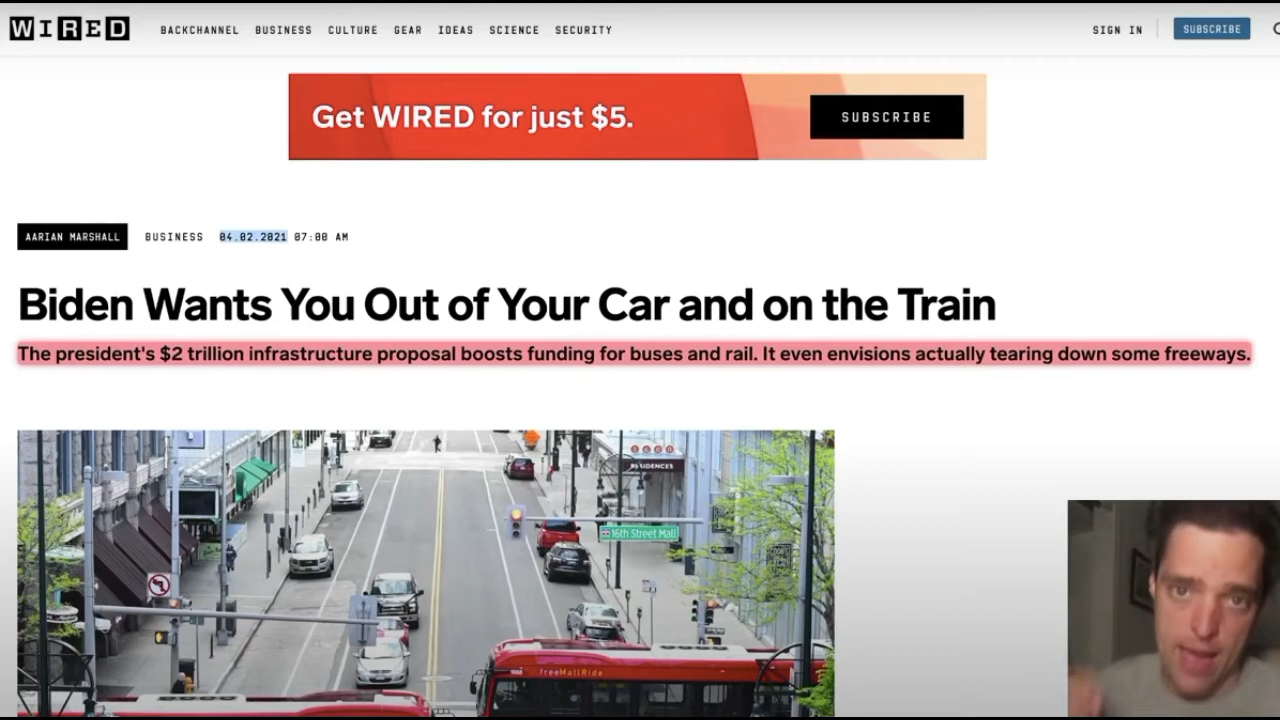 WIRED BACKCHANNEL BUSINESS CULTURE GEAR IDEAS SCIENCE SECURITY SIGN IN SUBSCRIBE
Get WIRED for just $5. SUBSCRIBE
AARIAN MARSHALL BUSINESS 04.02.2021 07:00 AM
Biden Wants You Out of Your Car and on the Train
The president's $2 trillion infrastructure proposal boosts funding for buses and rail. It even envisions actually tearing down some freeways.
RESIDENCES
16th Street Mall
freeMallRide